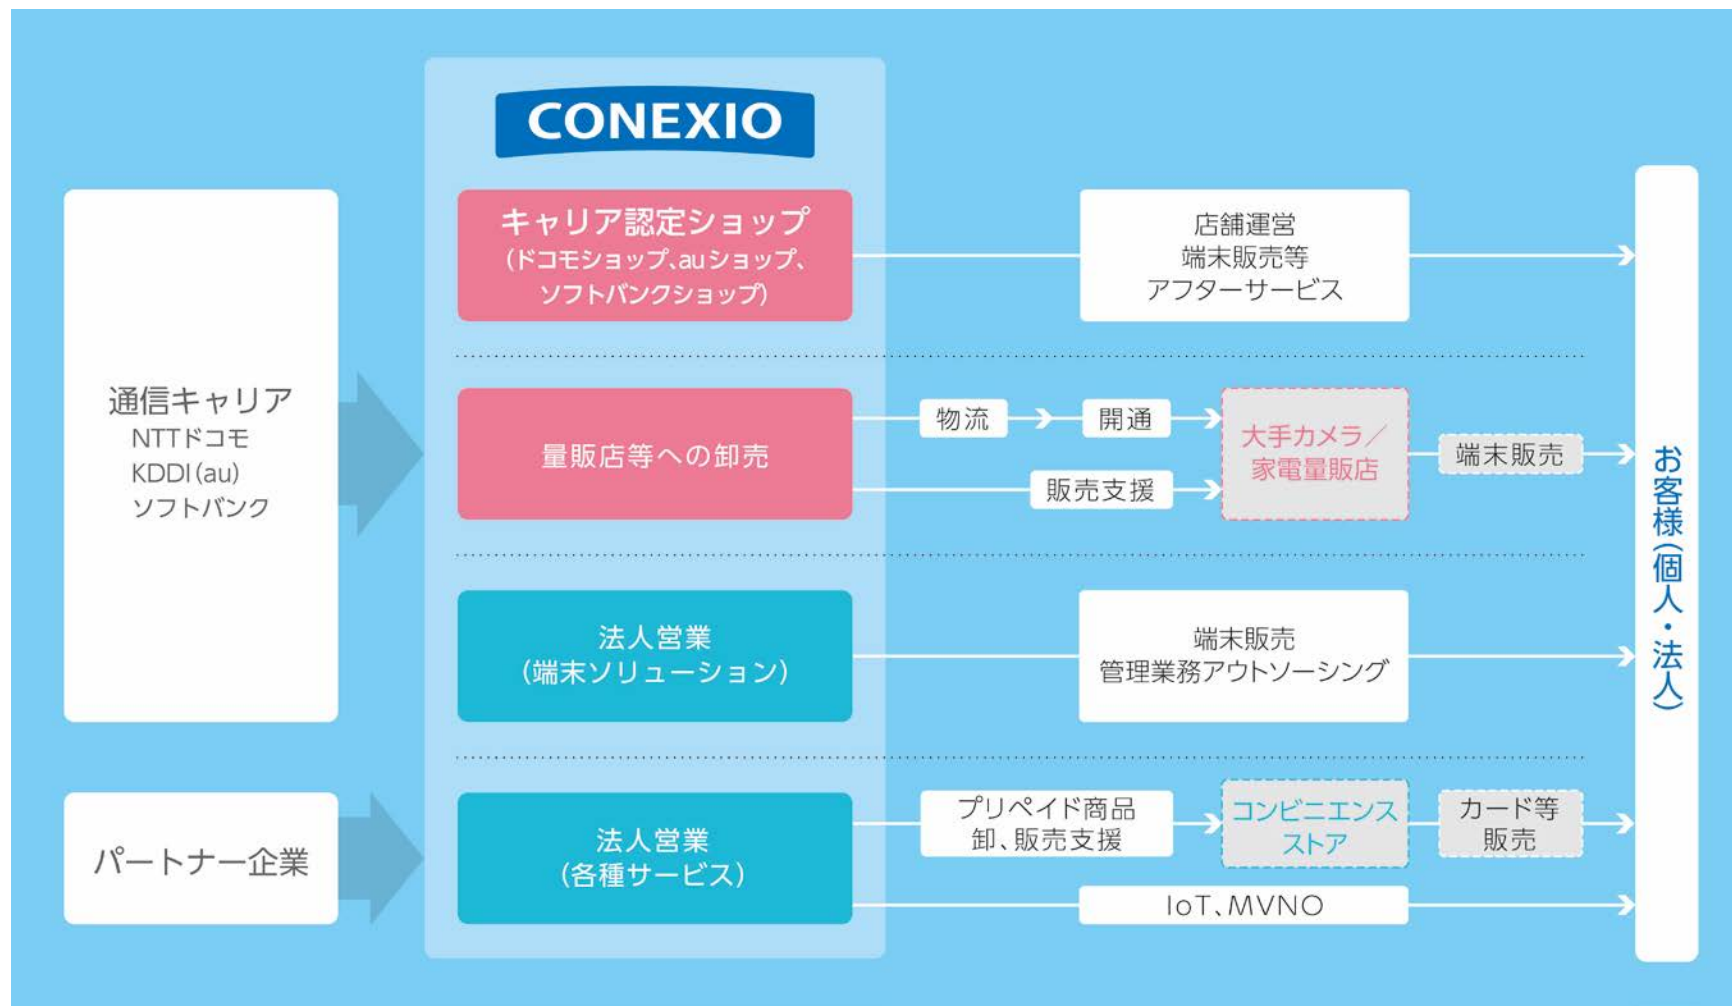 CONEXIO
通信キャリア
NTTドコモ
KDDI(au)
ソフトバンク
パートナー企業
キャリア認定ショップ
(ドコモショップ、auショップ、
ソフトバンクショップ)
店舗運営
端末販売等
アフターサービス
量販店等への卸売
物流
開通
販売支援
大手カメラ／
家電量販店
端末販売
法人営業
(端末ソリューション)
端末販売
管理業務アウトソーシング
法人営業
(各種サービス)
プリペイド商品
卸、販売支援
コンビニエンス
ストア
カード等
販売
IoT、MVNO
お客様(個人・法人)